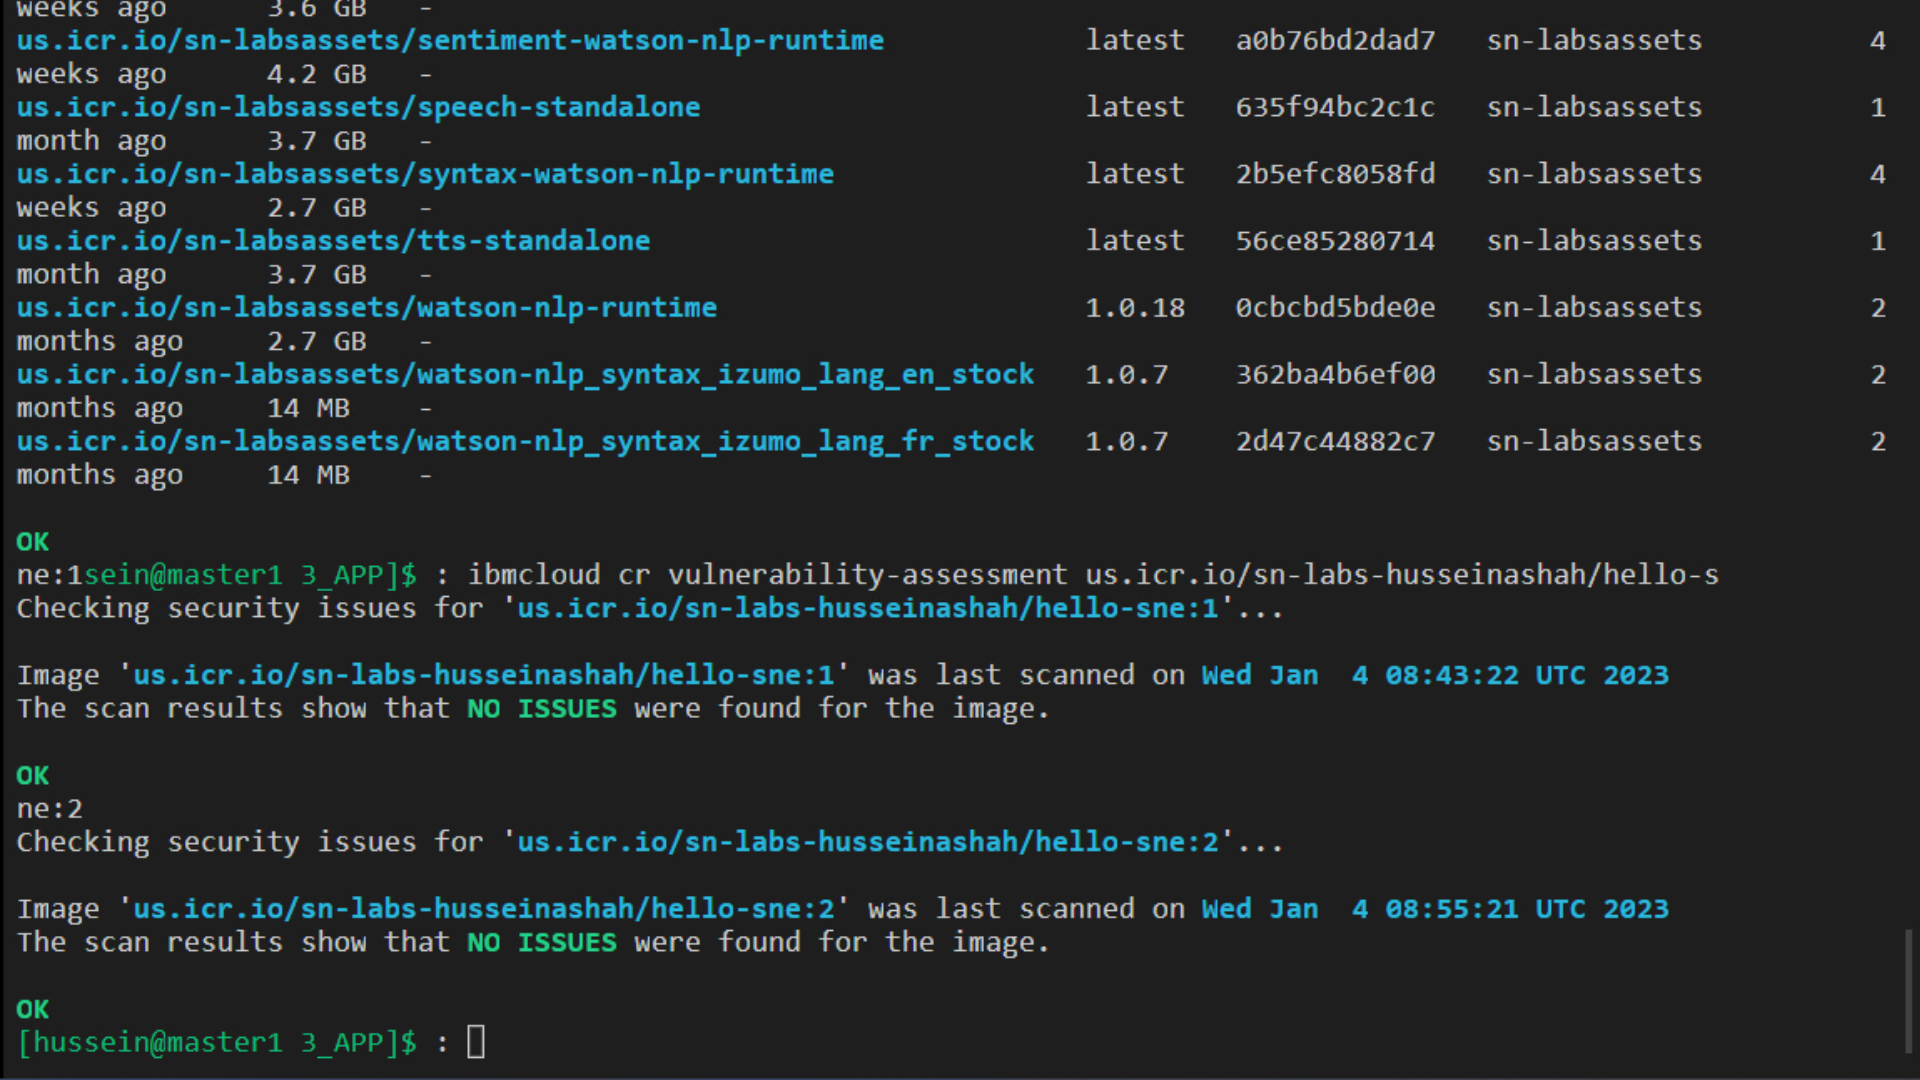 weeks ago      3.6 GB   -
us.icr.io/sn-labsassets/sentiment-watson-nlp-runtime            latest   a0b76bd2dad7   sn-labsassets          4
weeks ago      4.2 GB   -
us.icr.io/sn-labsassets/speech-standalone                       latest   635f94bc2c1c   sn-labsassets          1
month ago      3.7 GB   -
us.icr.io/sn-labsassets/syntax-watson-nlp-runtime               latest   2b5efc8058fd   sn-labsassets          4
weeks ago      2.7 GB   -
us.icr.io/sn-labsassets/tts-standalone                          latest   56ce85280714   sn-labsassets          1
month ago      3.7 GB   -
us.icr.io/sn-labsassets/watson-nlp-runtime                      1.0.18   0cbcbd5bde0e   sn-labsassets          2
months ago     2.7 GB   -
us.icr.io/sn-labsassets/watson-nlp_syntax_izumo_lang_en_stock   1.0.7    362ba4b6ef00   sn-labsassets          2
months ago     14 MB    -
us.icr.io/sn-labsassets/watson-nlp_syntax_izumo_lang_fr_stock   1.0.7    2d47c44882c7   sn-labsassets          2
months ago     14 MB    -
OK
ne:1sein@master1 3_APP]$ : ibmcloud cr vulnerability-assessment us.icr.io/sn-labs-husseinashah/hello-s
Checking security issues for 'us.icr.io/sn-labs-husseinashah/hello-sne:1'...
Image 'us.icr.io/sn-labs-husseinashah/hello-sne:1' was last scanned on Wed Jan  4 08:43:22 UTC 2023
The scan results show that NO ISSUES were found for the image.
OK
ne:2
Checking security issues for 'us.icr.io/sn-labs-husseinashah/hello-sne:2'...
Image 'us.icr.io/sn-labs-husseinashah/hello-sne:2' was last scanned on Wed Jan  4 08:55:21 UTC 2023
The scan results show that NO ISSUES were found for the image.
OK
[hussein@master1 3_APP]$ :